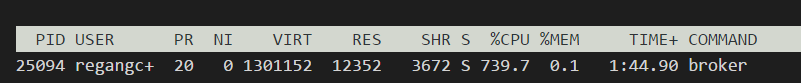 PID USER PR NI VIRT RES SHR S %CPU %MEM TIME+ COMMAND
25094 regangc+ 20 0 1301152 12352 3672 S 739.7 0.1 1:44.90 broker